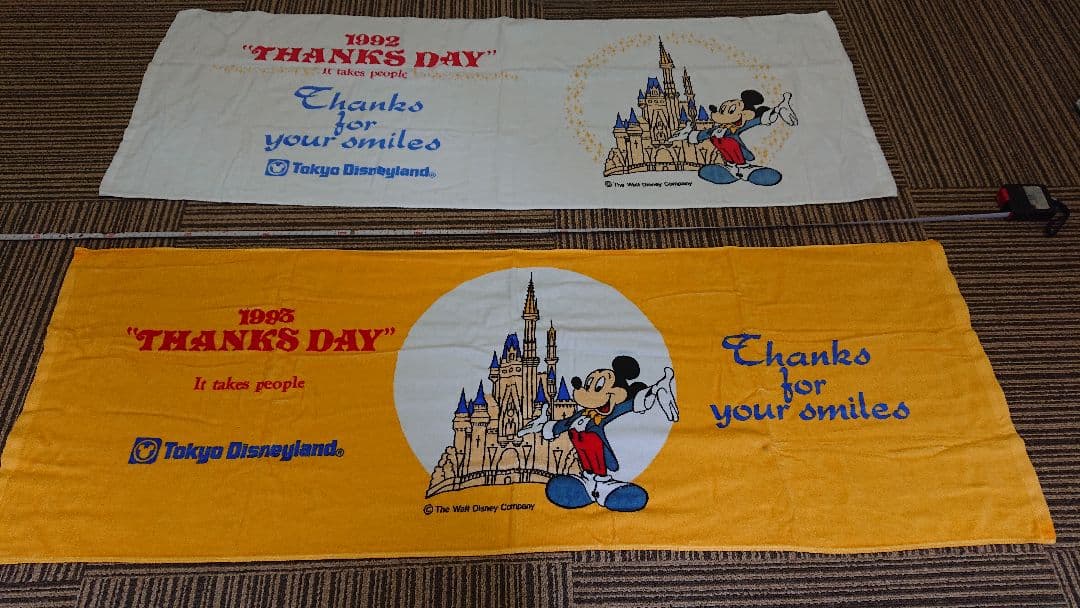 1992
"THANKS DAY"
It takes people
Thanks
for
your smiles
Tokyo Disneyland®
© The Walt Disney Company
1993
"THANKS DAY"
It takes people
Tokyo Disneyland®
© The Walt Disney Company
Thanks
for
your smiles